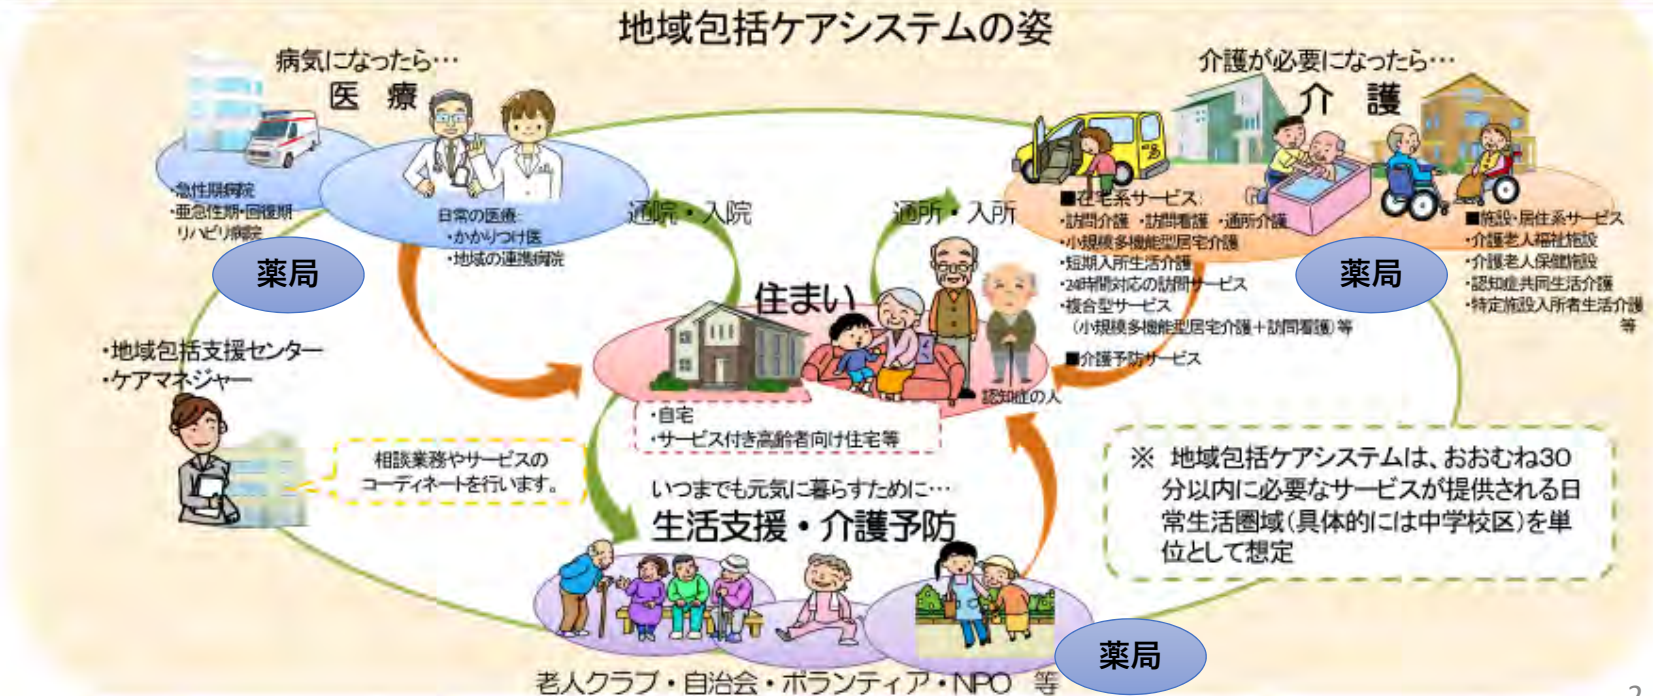 地域包括ケアシステムの姿
病気になったら…
医 療
・急性期病院
・亜急性期・回復期
リハビリ病院
日常の医療:
・かかりつけ医
・地域の連携病院
薬局
通院・入院
通所・入所
介護が必要になったら…
介 護
■在宅系サービス:
・訪問介護 ・訪問看護 ・通所介護
・小規模多機能型居宅介護
・短期入所生活介護
・24時間対応の訪問サービス
・複合型サービス
(小規模多機能型居宅介護+訪問看護)等
■介護予防サービス
薬局
■施設・居住系サービス
・介護老人福祉施設
・介護老人保健施設
・認知症共同生活介護
・特定施設入所者生活介護
等
住まい
認知症の人
・自宅
・サービス付き高齢者向け住宅等
・地域包括支援センター
・ケアマネジャー
相談業務やサービスの
コーディネートを行います。
いつまでも元気に暮らすために…
生活支援・介護予防
老人クラブ・自治会・ボランティア・NPO 等
薬局
※ 地域包括ケアシステムは、おおむね30
分以内に必要なサービスが提供される日
常生活圏域(具体的には中学校区)を単
位として想定
2